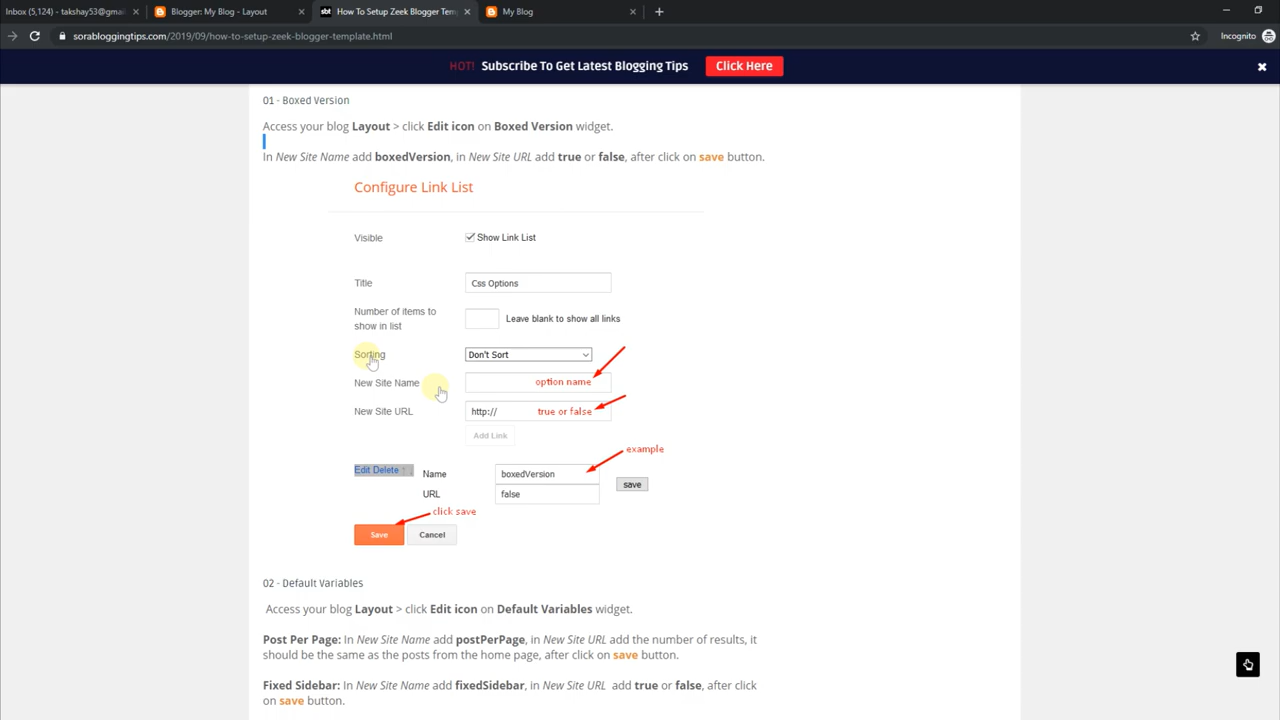 Inbox (5,124) - takshay53@gmail
Blogger: My Blog - Layout
How To Setup Zeek Blogger Temp
My Blog
sorabloggingtips.com/2019/09/how-to-setup-zeek-blogger-template.html
Incognito
HOT! Subscribe To Get Latest Blogging Tips Click Here
01 - Boxed Version
Access your blog Layout > click Edit icon on Boxed Version widget.
In New Site Name add boxedVersion, in New Site URL add true or false, after click on save button.
Configure Link List
Visible Show Link List
Title Css Options
Number of items to
show in list
Leave blank to show all links
Sorting Don't Sort
New Site Name option name
New Site URL http:// true or false
Add Link
example
Edit Delete Name boxedVersion
URL false
save
click save
Save Cancel
02 - Default Variables
Access your blog Layout > click Edit icon on Default Variables widget.
Post Per Page: In New Site Name add postPerPage, in New Site URL add the number of results, it
should be the same as the posts from the home page, after click on save button.
Fixed Sidebar: In New Site Name add fixedSidebar, in New Site URL add true or false, after click
on save button.